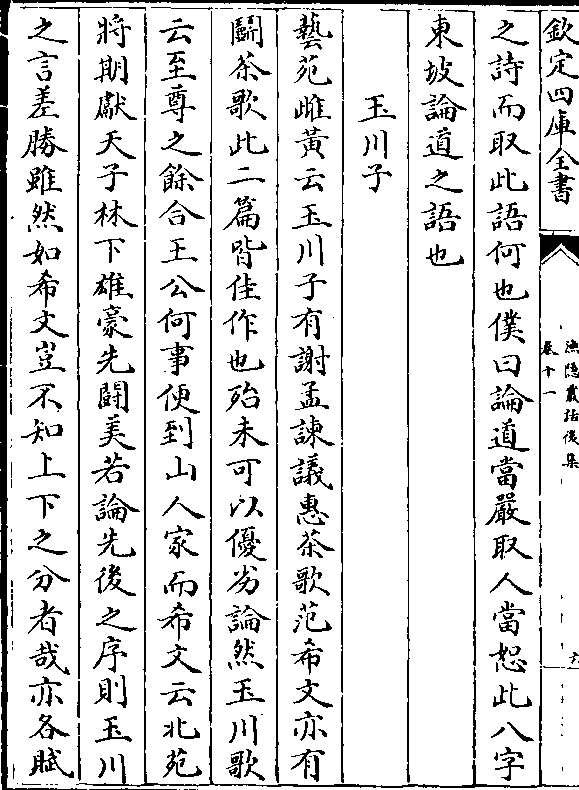 欽定四庫全書
漁隱叢話後集
卷十一
六
之詩而取此語何也僕曰論道當嚴取人當恕此八字
東坡論道之語也
玉川子
藝苑雌黃云玉川子有謝孟諫議惠茶歌范希文亦有
鬭茶歌此二篇皆佳作也殆未可以優劣論然玉川歌
云至尊之餘合王公何事便到山人家而希文云北苑
將期獻天子林下雄豪先鬭美若論先後之序則玉川
之言差勝雖然如希文豈不知上下之分者哉亦各賦